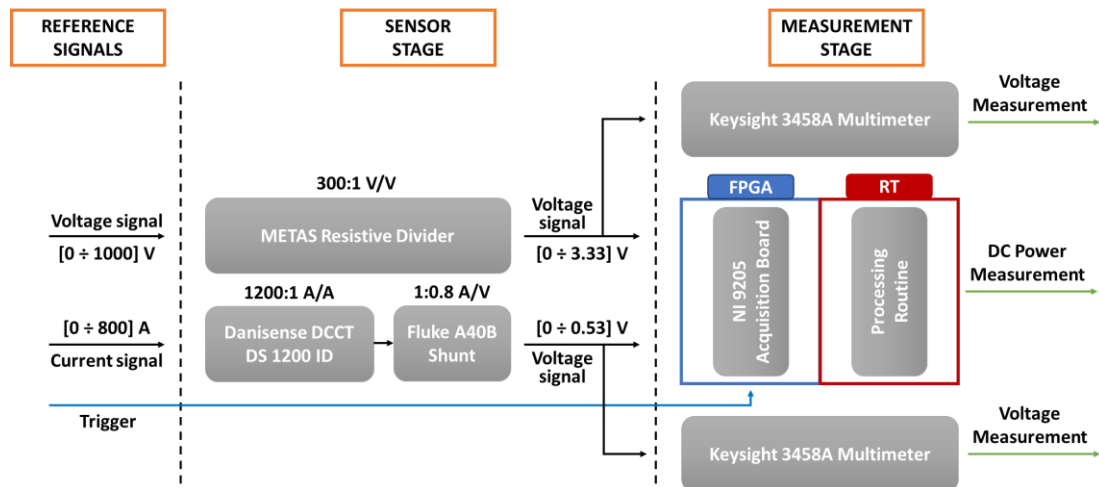 REFERENCE
SIGNALS
SENSOR
STAGE
MEASUREMENT
STAGE
Voltage
Measurement
Keysight 3458A Multimeter
300:1 V/V
FPGA
RT
Voltage signal
[0 ÷ 1000] V
METAS Resistive Divider
Voltage
signal
[0 ÷ 3.33] V
NI 9205
Acquisition Board
Processing
Routine
DC Power
Measurement
1200:1 A/A
1:0.8 A/V
[0 ÷ 800] A
Current signal
Danisense DCCT
DS 1200 ID
Fluke A40B
Shunt
[0 ÷ 0.53] V
Voltage
signal
Trigger
Keysight 3458A Multimeter
Voltage
Measurement